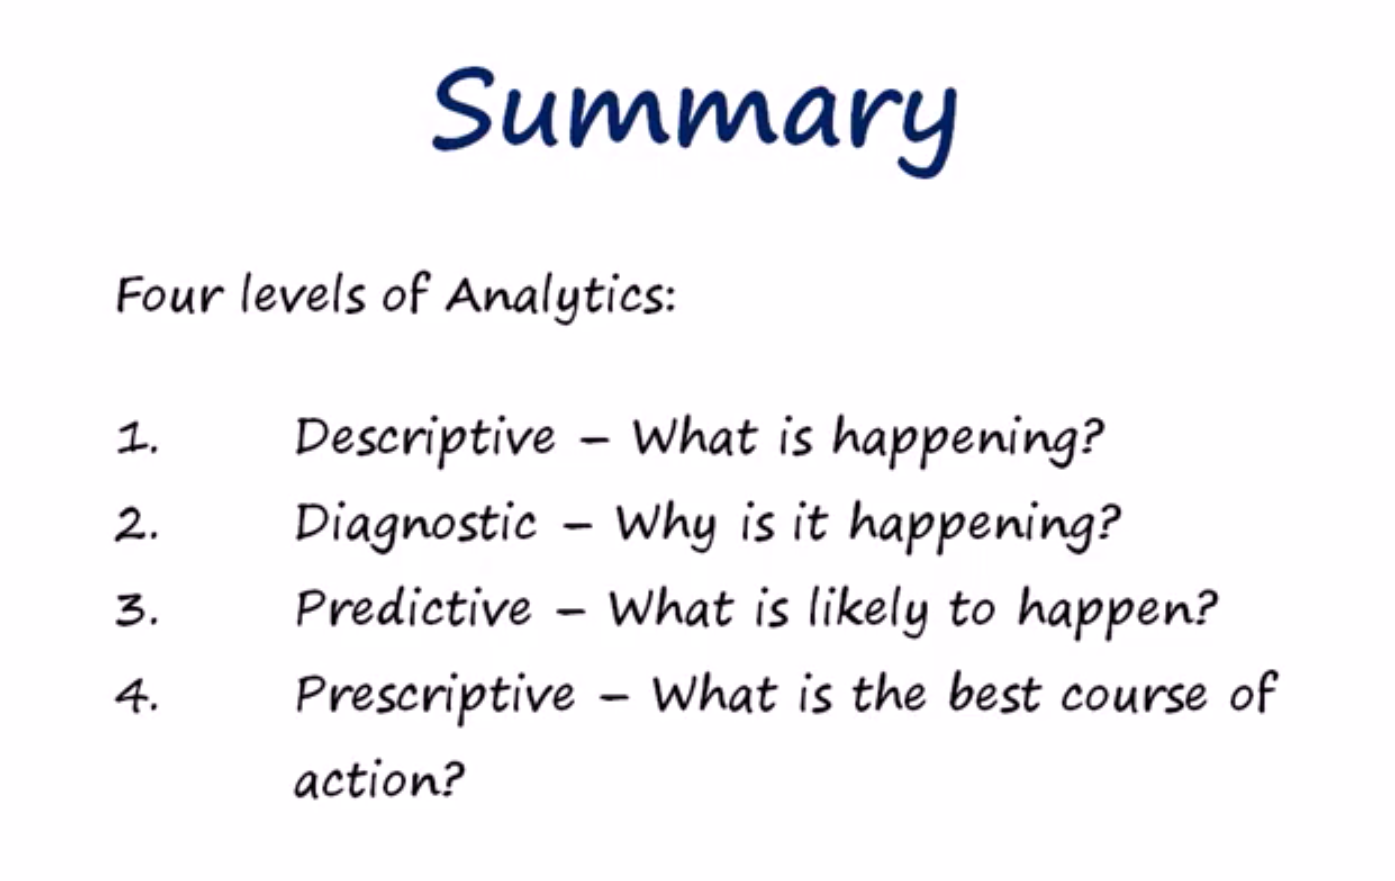 Summary
Four levels of Analytics:
1. Descriptive – What is happening?
2. Diagnostic – Why is it happening?
3. Predictive – What is likely to happen?
4. Prescriptive – What is the best course of
action?